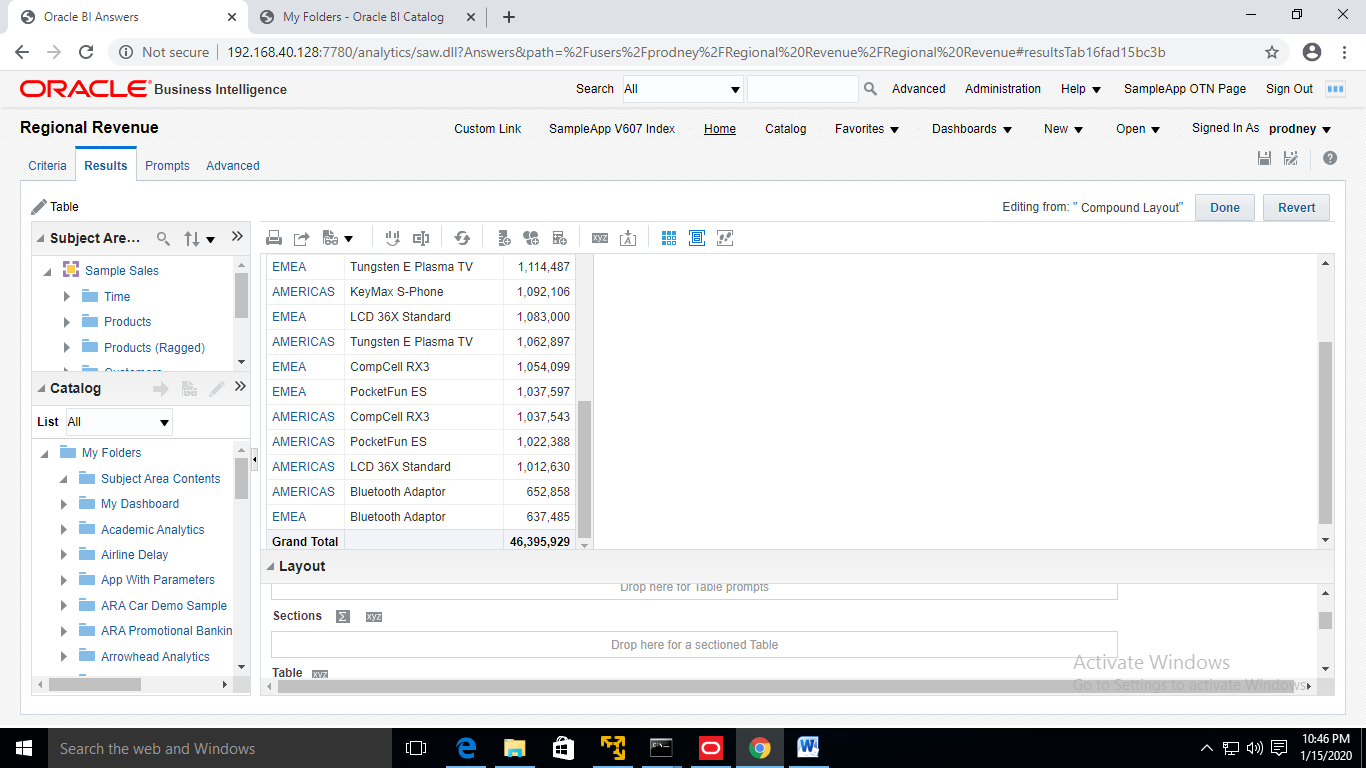 Oracle BI Answers
My Folders - Oracle BI Catalog
Not secure
192.168.40.128:7780/analytics/saw.dll?Answers&path=%2Fusers%2Fprodney%2FRegional%20Revenue%2FRegional%20Revenue#resultsTab16fad15bc3b
ORACLE Business Intelligence
Search All Advanced Administration Help SampleApp OTN Page Sign Out
Regional Revenue
Custom Link SampleApp V607 Index Home Catalog Favorites Dashboards New Open Signed In As prodney
Criteria Results Prompts Advanced
Table
Editing from: " Compound Layout"
Done Revert
Subject Are...
Sample Sales
Time
Products
Products (Ragged)
Customers
Catalog
List All
My Folders
Subject Area Contents
My Dashboard
Academic Analytics
Airline Delay
App With Parameters
ARA Car Demo Sample
ARA Promotional Bankin
Arrowhead Analytics
xyz
EMEA Tungsten E Plasma TV 1,114,487
AMERICAS KeyMax S-Phone 1,092,106
EMEA LCD 36X Standard 1,083,000
AMERICAS Tungsten E Plasma TV 1,062,897
EMEA CompCell RX3 1,054,099
EMEA PocketFun ES 1,037,597
AMERICAS CompCell RX3 1,037,543
AMERICAS PocketFun ES 1,022,388
AMERICAS LCD 36X Standard 1,012,630
AMERICAS Bluetooth Adaptor 652,858
EMEA Bluetooth Adaptor 637,485
Grand Total 46,395,929
Layout
Drop here for Table prompts
Sections Σ xyz
Drop here for a sectioned Table
Table xyz
Activate Windows
Go to Settings to activate Windows.
Search the web and Windows
10:46 PM
1/15/2020